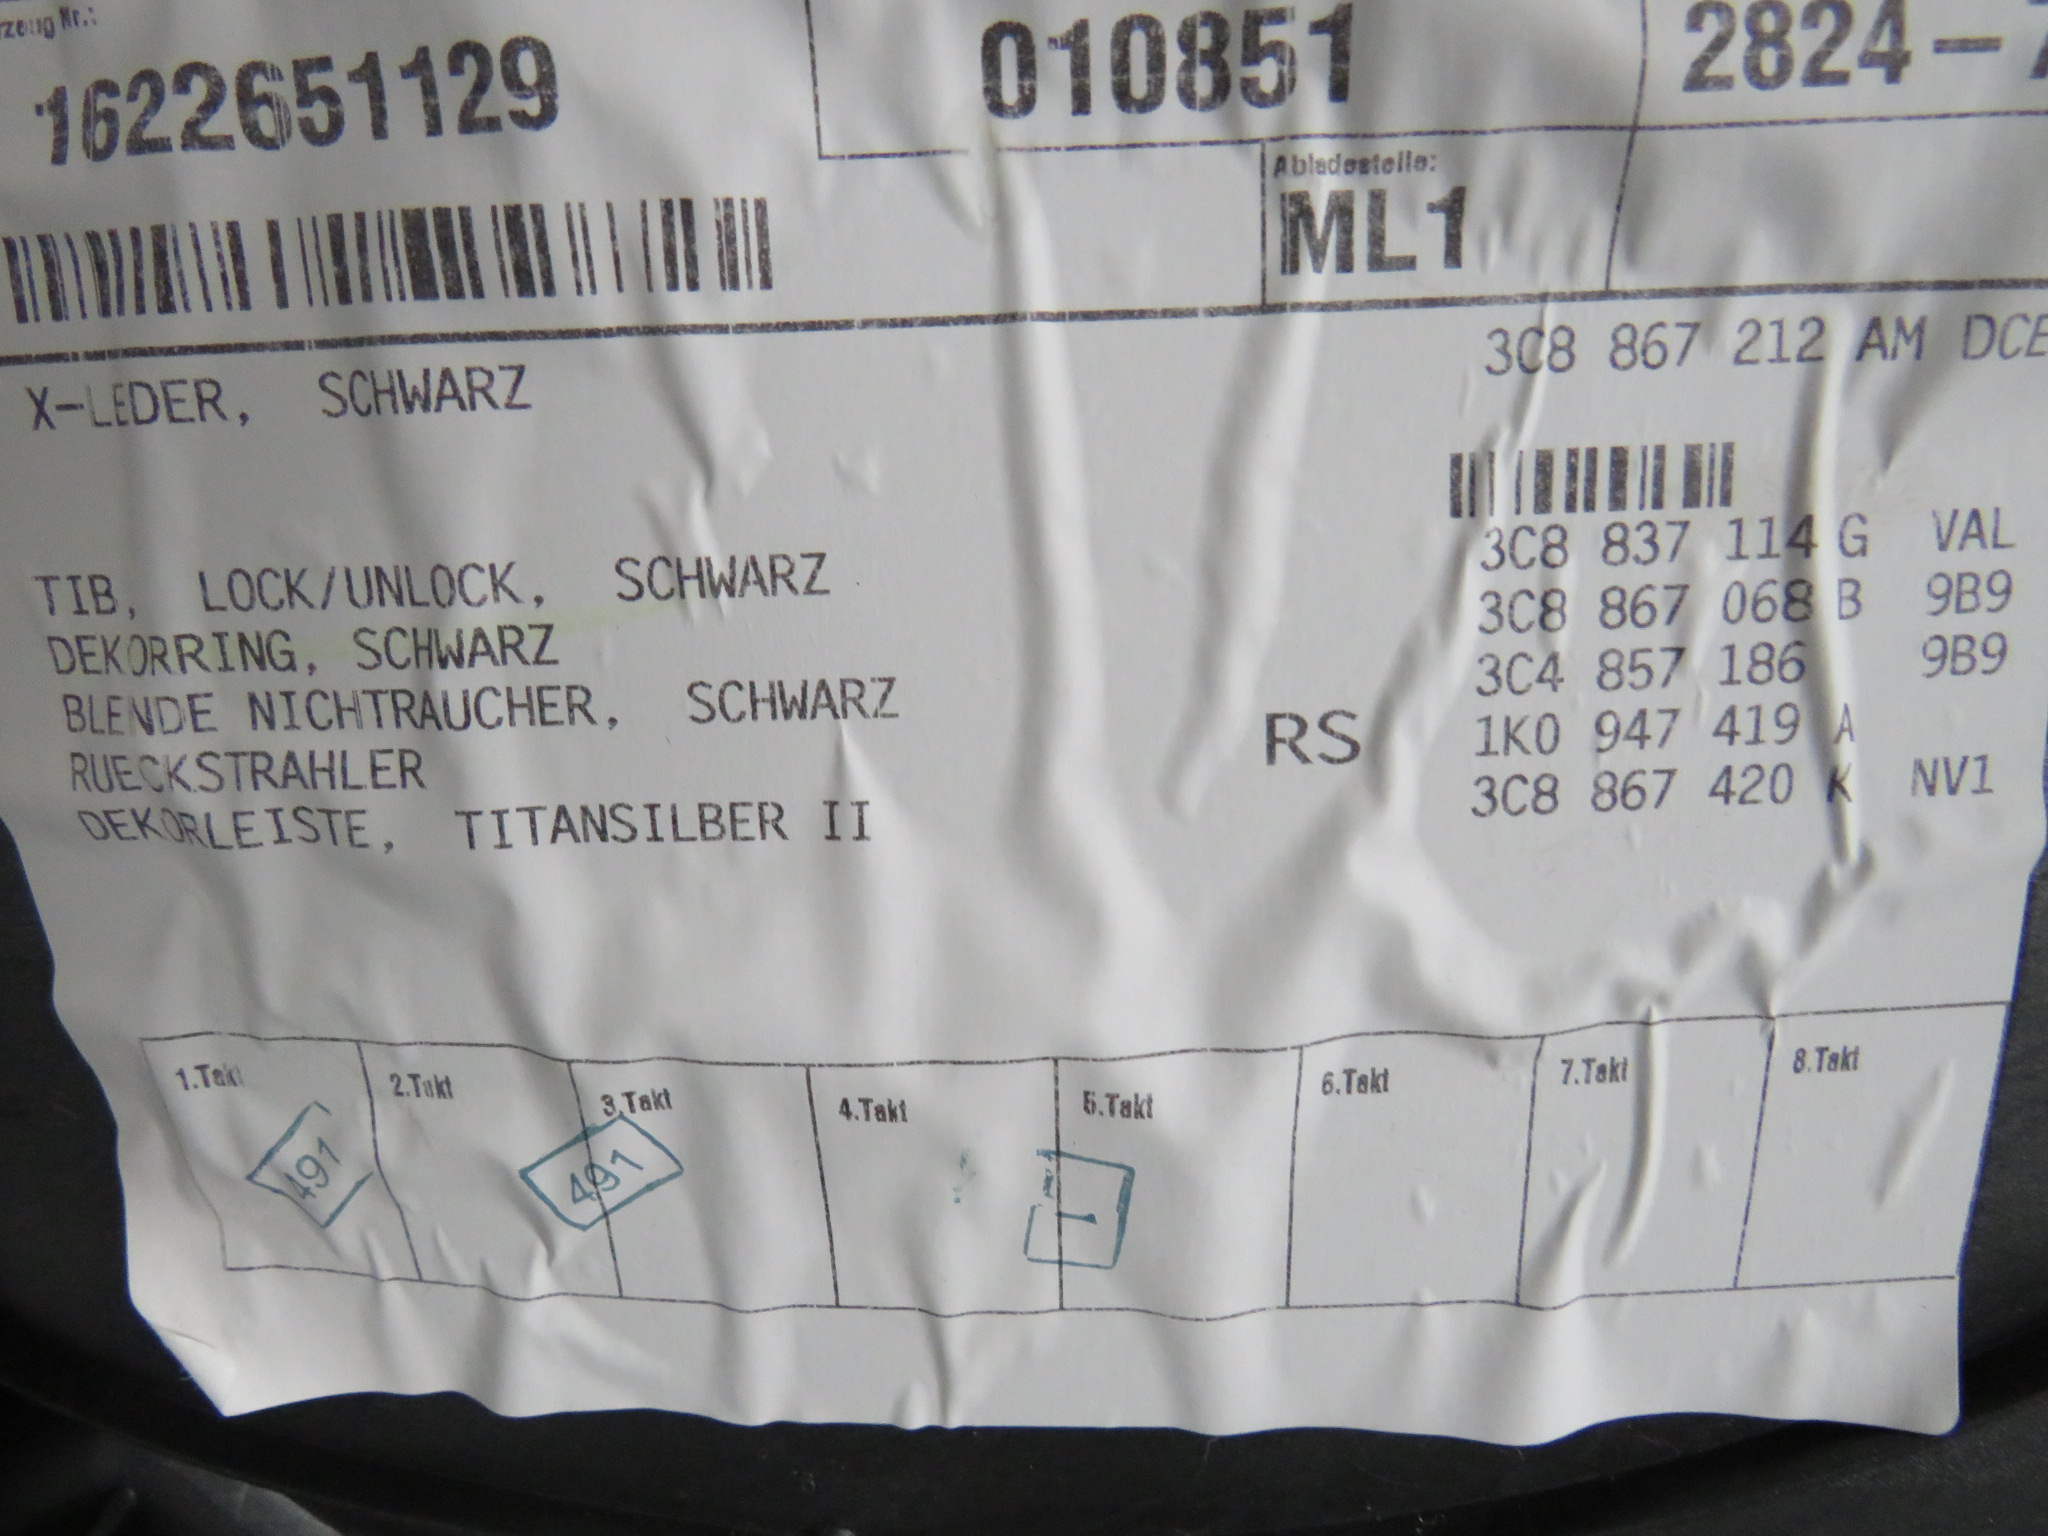 rzeug Nr.:
1622651129
010851
2824-7
Abladestelle:
ML1
3C8 867 212 AM DCE
X-LEDER, SCHWARZ
3C8 837 114 G VAL
TIB, LOCK/UNLOCK, SCHWARZ
3C8 867 068 B 9B9
DEKORRING, SCHWARZ
3C4 857 186 9B9
BLENDE NICHTRAUCHER, SCHWARZ
RS 1K0 947 419 A
RUECKSTRAHLER
3C8 867 420 K NV1
DEKORLEISTE, TITANSILBER II
1.Takt
2.Takt
3.Takt
4.Takt
5.Takt
6.Takt
7.Takt
8.Takt
491
491